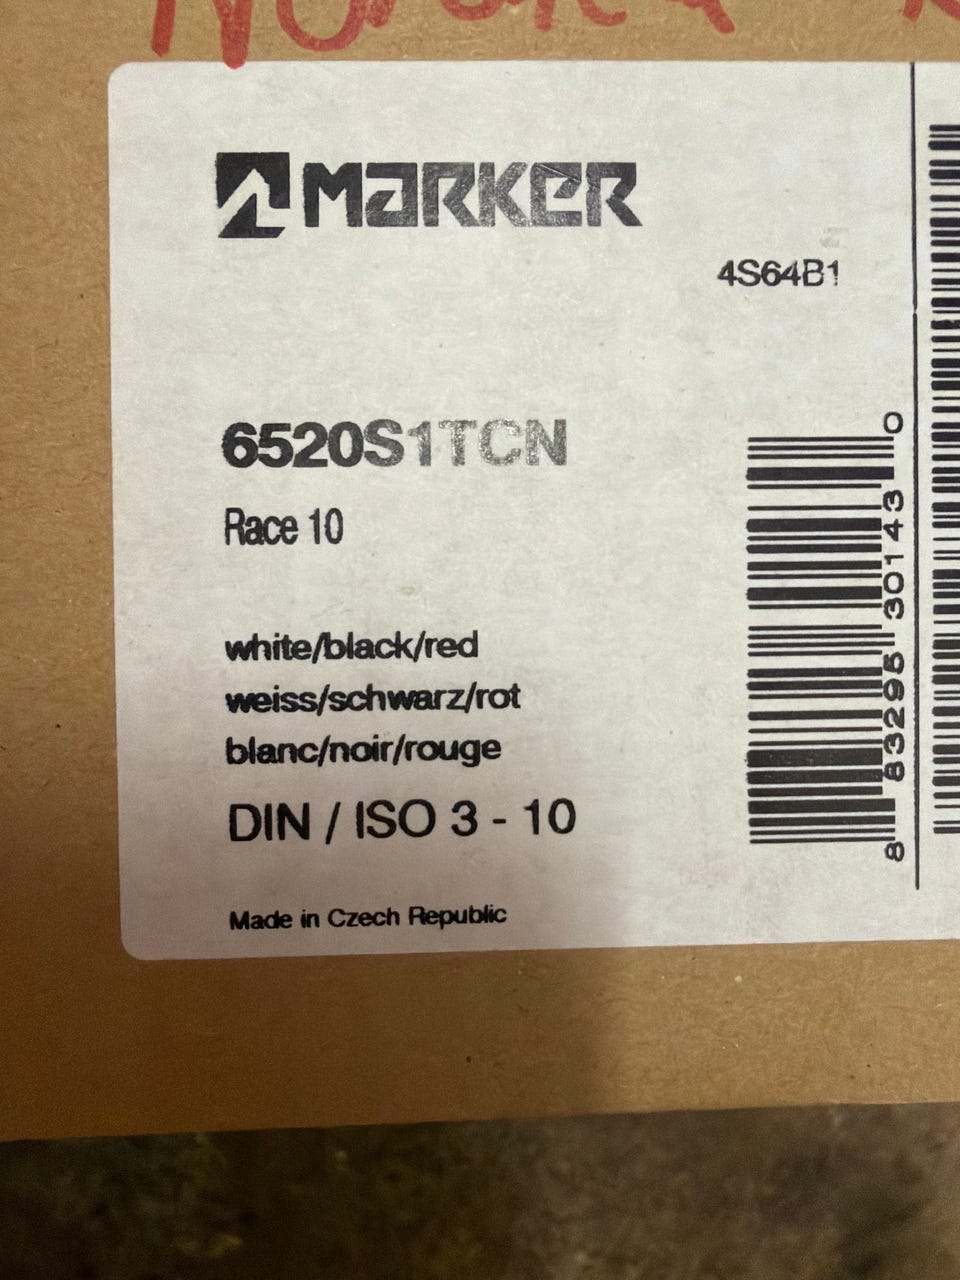 MARKER
4S64B1
6520S1TCN
Race 10
white/black/red
weiss/schwarz/rot
blanc/noir/rouge
DIN / ISO 3 - 10
Made in Czech Republic
8 83295 30143 0